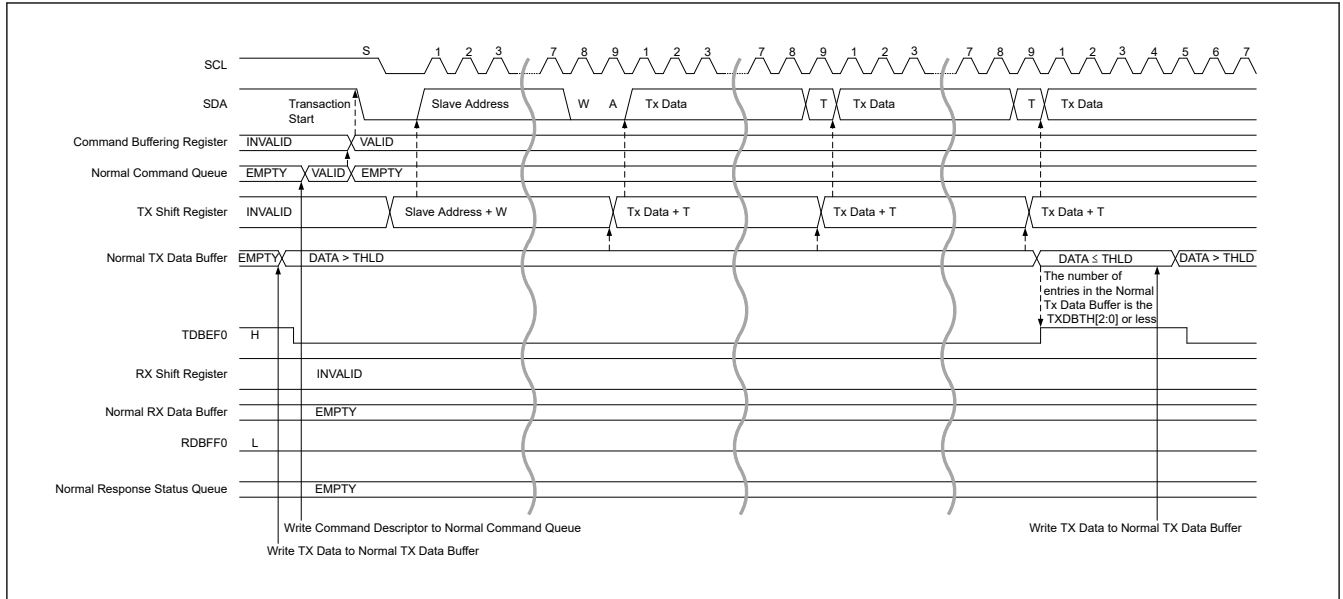 S 1 2 3 7 8 9 1 2 3 7 8 9 1 2 3 7 8 9 1 2 3 4 5 6 7
SCL
SDA Transaction Start Slave Address W A Tx Data T Tx Data T Tx Data
Command Buffering Register INVALID VALID
Normal Command Queue EMPTY VALID EMPTY
TX Shift Register INVALID Slave Address + W Tx Data + T Tx Data + T Tx Data + T
Normal TX Data Buffer EMPTY DATA > THLD DATA ≤ THLD DATA > THLD
The number of
entries in the Normal
Tx Data Buffer is the
TXDBTH[2:0] or less
TDBEF0 H
RX Shift Register INVALID
Normal RX Data Buffer EMPTY
RDBFF0 L
Normal Response Status Queue EMPTY
Write Command Descriptor to Normal Command Queue Write TX Data to Normal TX Data Buffer
Write TX Data to Normal TX Data Buffer